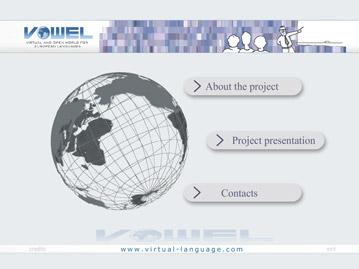 VOWEL
VIRTUAL AND OPEN WORLD FOR
EUROPEAN LANGUAGES
About the project
Project presentation
Contacts
VOWEL
credits
www.virtual-language.com
exit